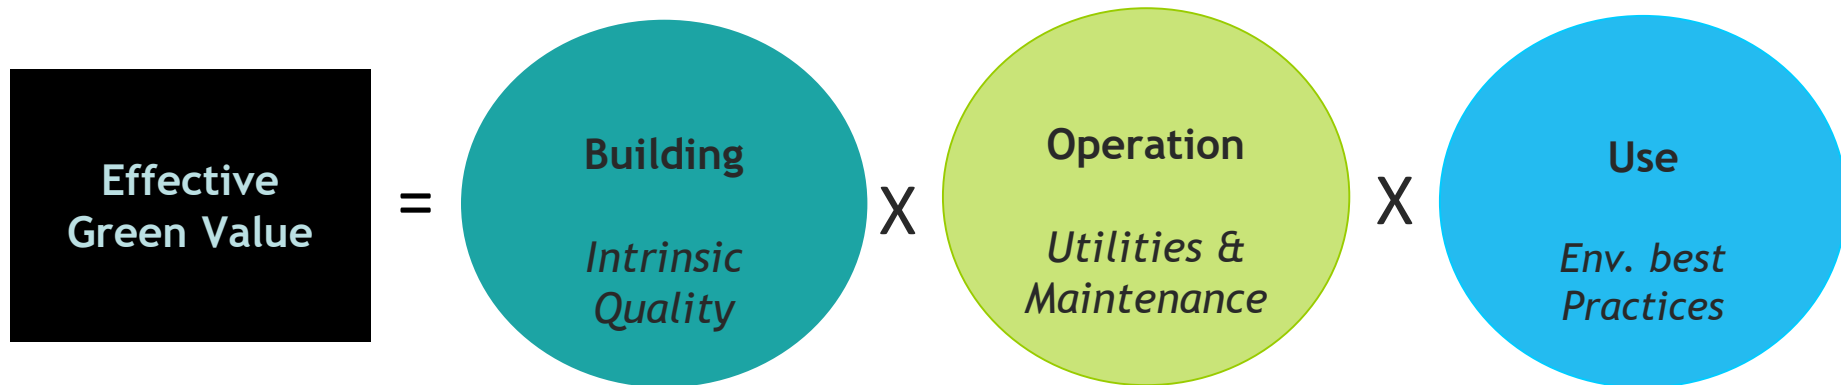 Effective
Green Value
=
Building
Intrinsic
Quality
X
Operation
Utilities &
Maintenance
X
Use
Env. best
Practices